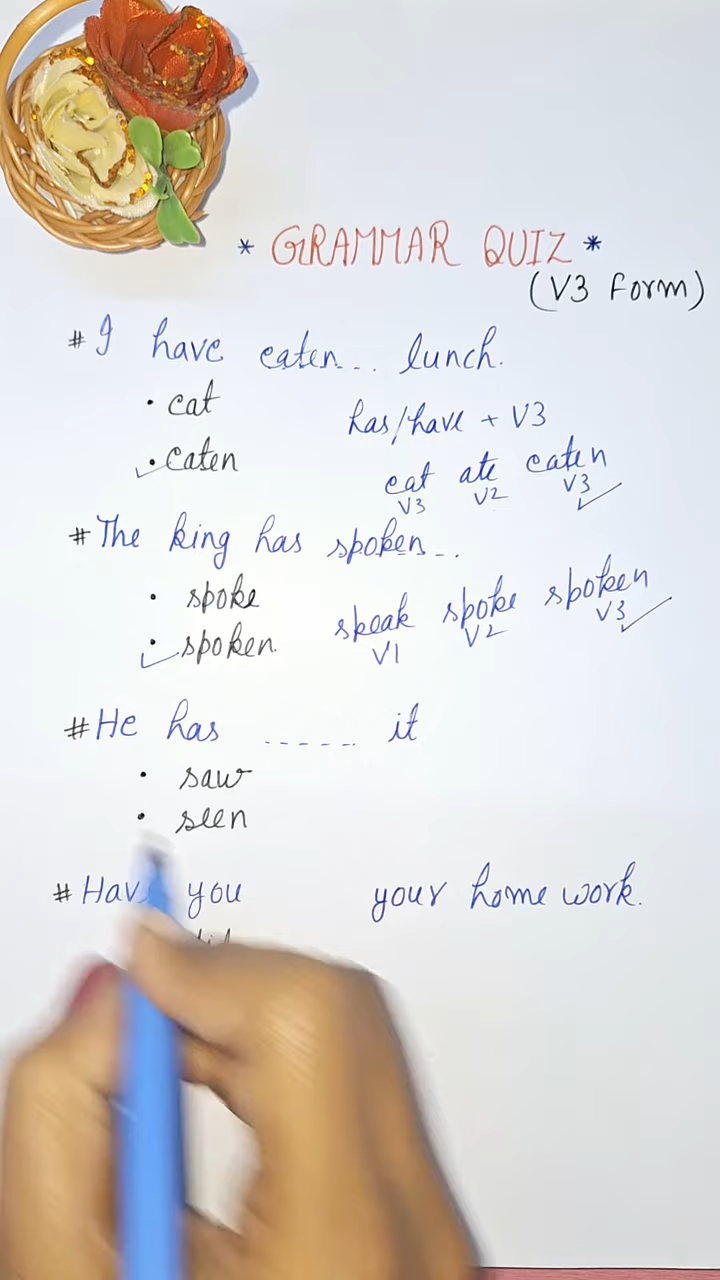 * GRAMMAR QUIZ *
(V3 Form)
# I have eaten... lunch.
• eat
• eaten
has/have + V3
eat ate eaten
V3 V2 V3
# The king has spoken...
• spoke
• spoken
speak spoke spoken
V1 V2 V3
# He has ...... it
• saw
• seen
# Have you your home work.